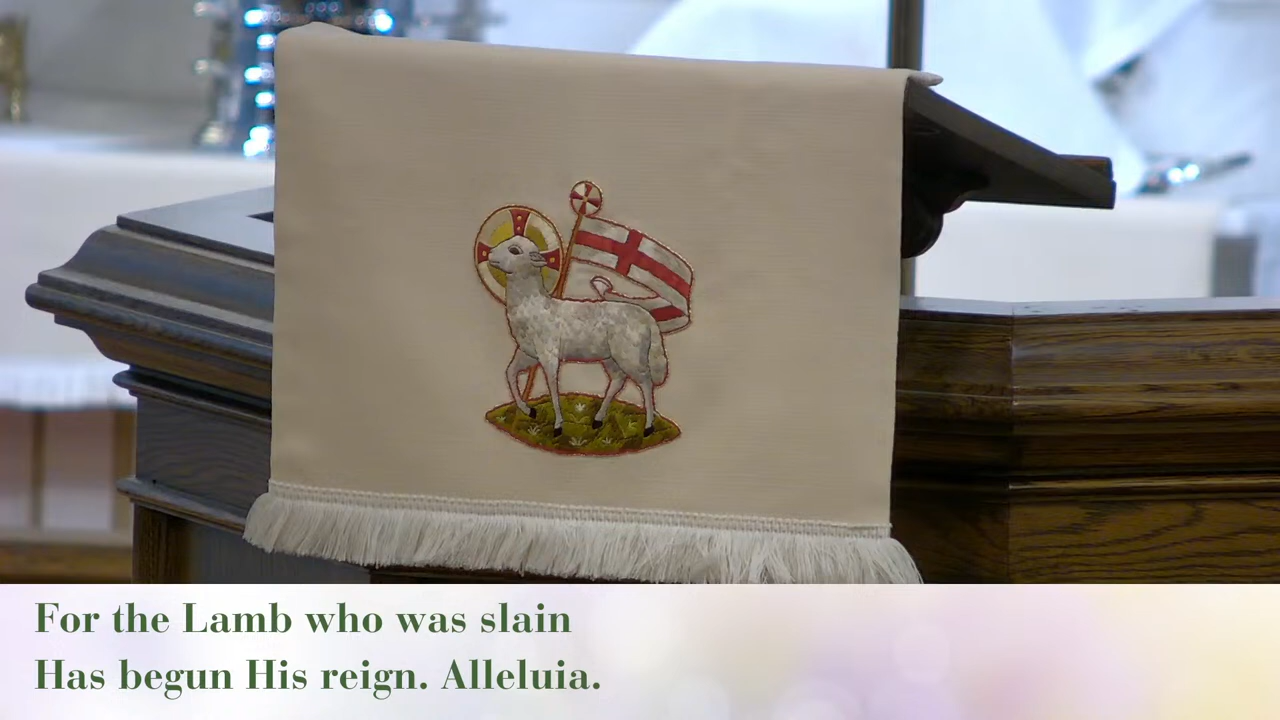 For the Lamb who was slain
Has begun His reign. Alleluia.